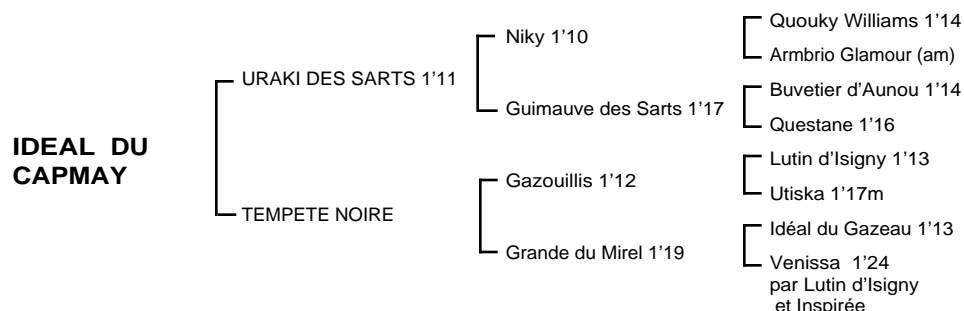 Quouky Williams 1’14
Niky 1’10
Armbrio Glamour (am)
URAKI DES SARTS 1’11
Buvetier d’Aunou 1’14
Guimauve des Sarts 1’17
Questane 1’16
IDEAL DU
CAPMAY
Lutin d’Isigny 1’13
Gazouillis 1’12
Utiska 1’17m
TEMPETE NOIRE
Idéal du Gazeau 1’13
Grande du Mirel 1’19
Venissa 1’24
par Lutin d’Isigny
et Inspirée